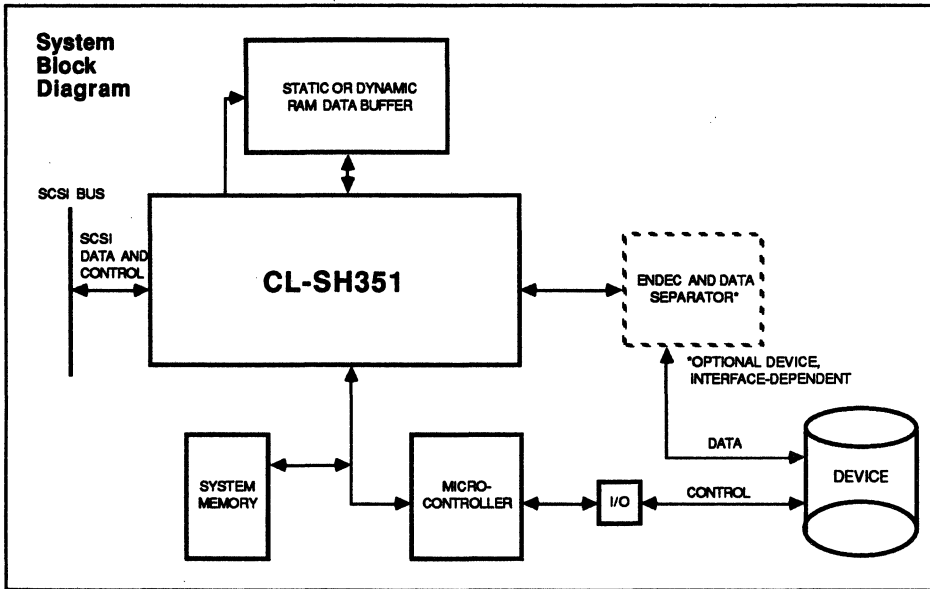 System
Block
Diagram
STATIC OR DYNAMIC
RAM DATA BUFFER
SCSI BUS
SCSI
DATA AND
CONTROL
CL-SH351
ENDEC AND DATA
SEPARATOR*
*OPTIONAL DEVICE,
INTERFACE-DEPENDENT
SYSTEM
MEMORY
MICRO-
CONTROLLER
I/O
DATA
CONTROL
DEVICE